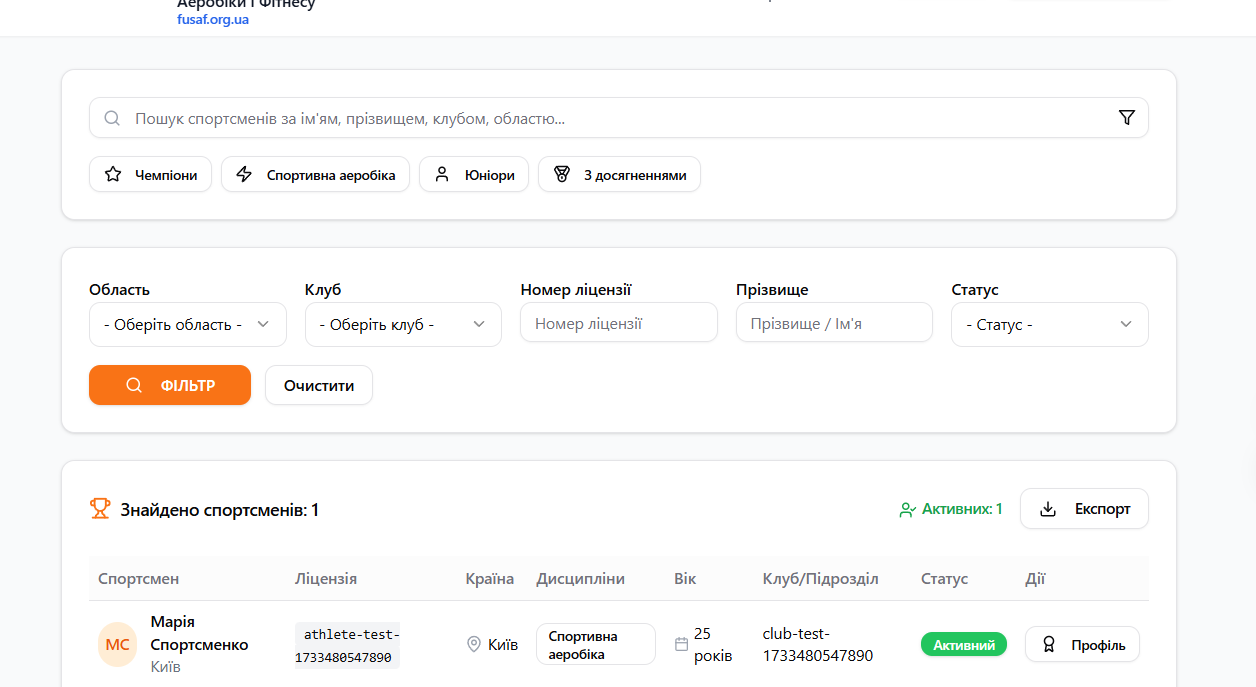 Аеробіки і Фітнесу
fusaf.org.ua
Пошук спортсменів за ім'ям, прізвищем, клубом, областю...
Чемпіони
Спортивна аеробіка
Юніори
З досягненнями
Область
Клуб
Номер ліцензії
Прізвище
Статус
- Оберіть область -
- Оберіть клуб -
Номер ліцензії
Прізвище / Ім'я
- Статус -
ФІЛЬТР
Очистити
Знайдено спортсменів: 1
Активних: 1
Експорт
Спортсмен
Ліцензія
Країна
Дисципліни
Вік
Клуб/Підрозділ
Статус
Дії
МС
Марія
Спортсменко
Київ
athlete-test-
1733480547890
Київ
Спортивна
аеробіка
25
років
club-test-
1733480547890
Активний
Профіль